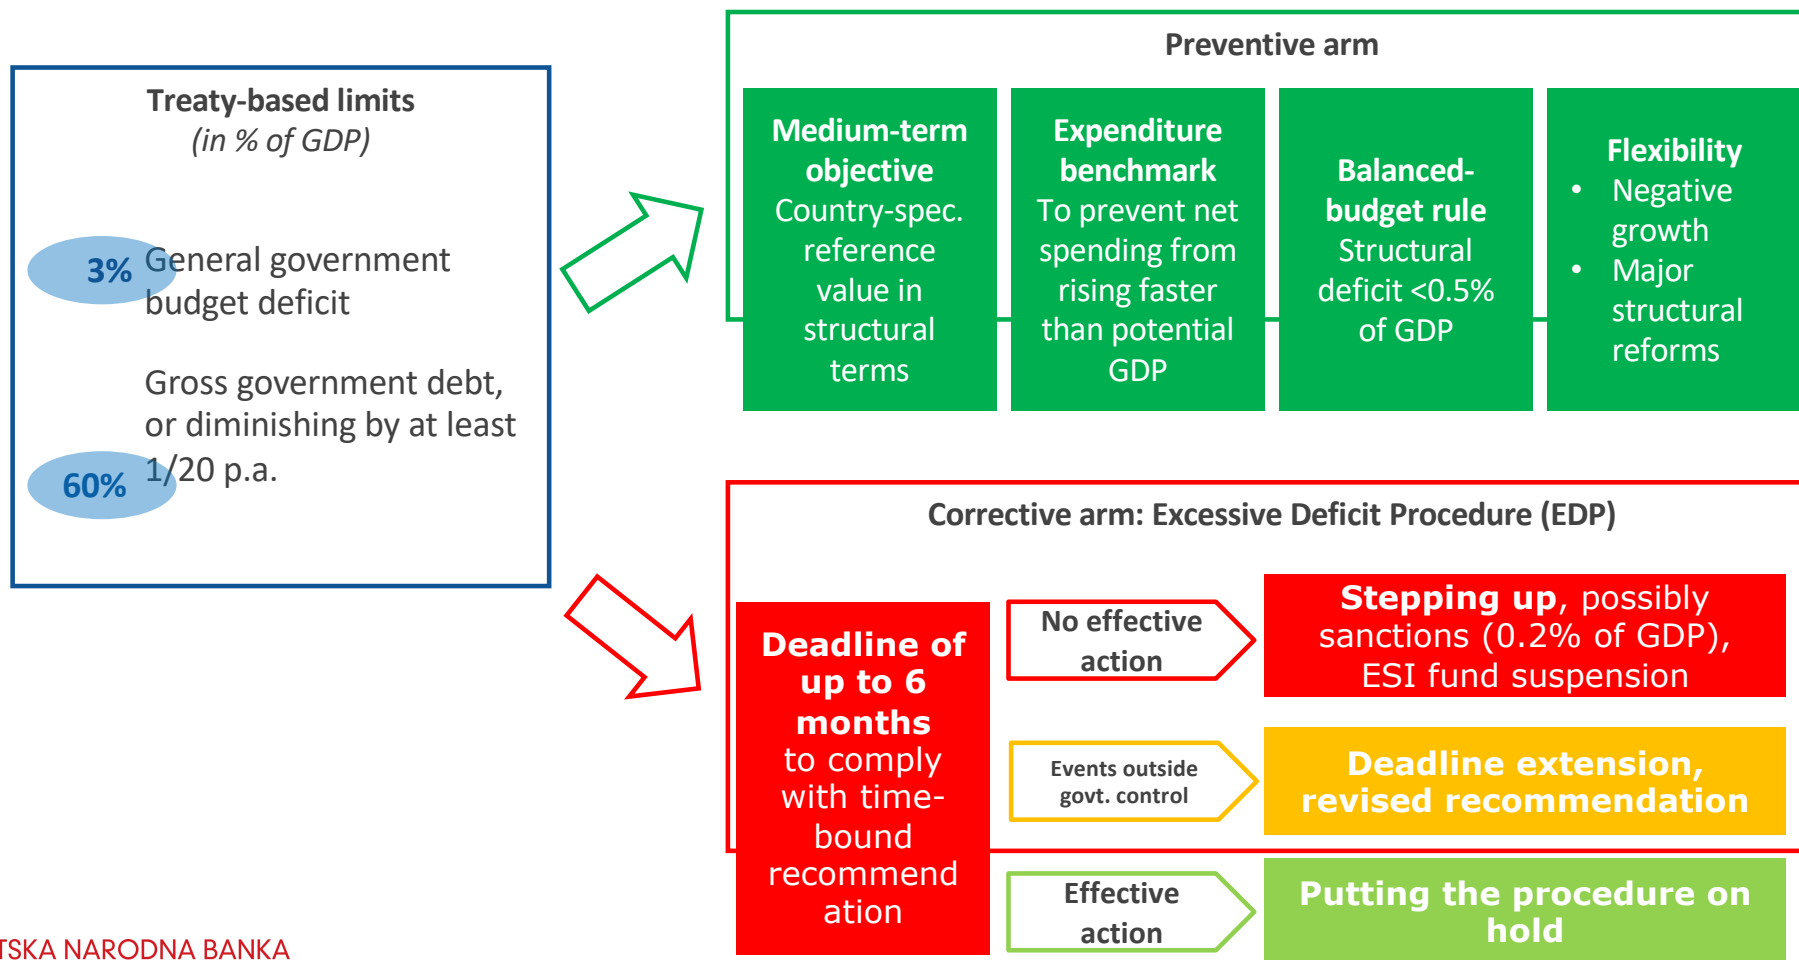 Treaty-based limits
(in % of GDP)
3%
General government
budget deficit
Gross government debt,
or diminishing by at least
1/20 p.a.
60%
Preventive arm
Medium-term
objective
Country-spec.
reference
value in
structural
terms
Expenditure
benchmark
To prevent net
spending from
rising faster
than potential
GDP
Balanced-
budget rule
Structural
deficit <0.5%
of GDP
Flexibility
• Negative
growth
• Major
structural
reforms
Corrective arm: Excessive Deficit Procedure (EDP)
Deadline of
up to 6
months
to comply
with time-
bound
recommend
ation
No effective
action
Stepping up, possibly
sanctions (0.2% of GDP),
ESI fund suspension
Events outside
govt. control
Deadline extension,
revised recommendation
Effective
action
Putting the procedure on
hold
TSKA NARODNA BANKA